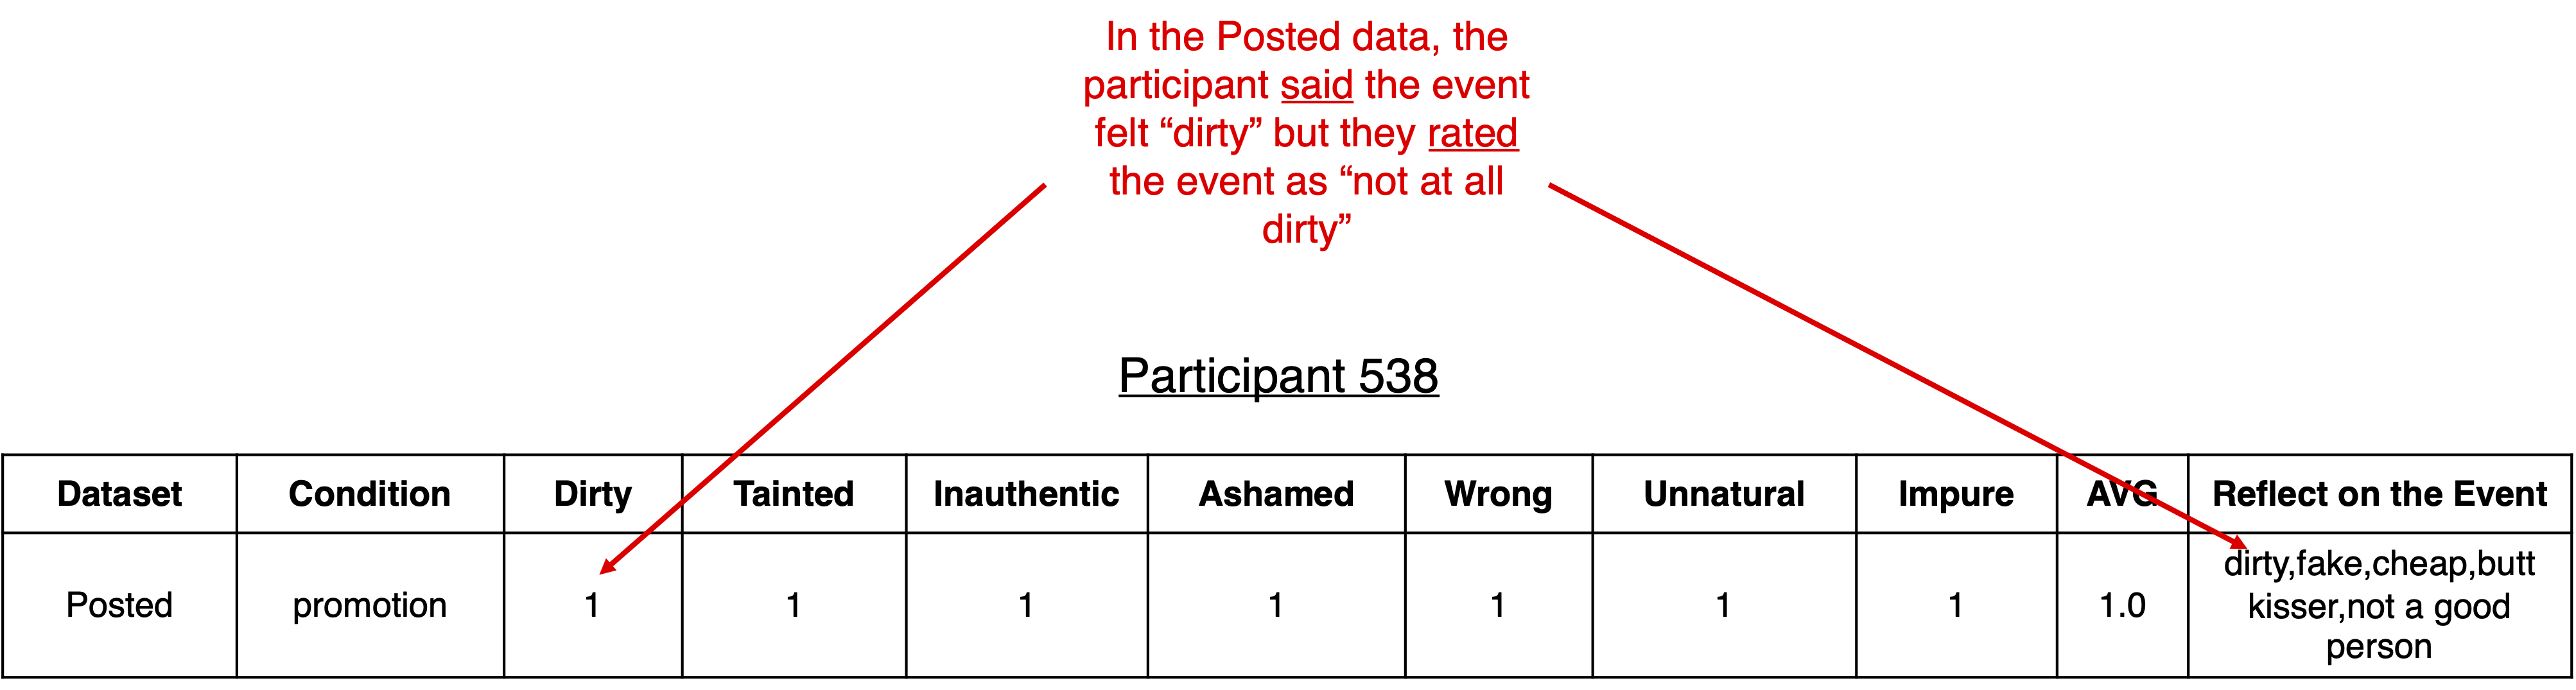 In the Posted data, the
participant said the event
felt “dirty” but they rated
the event as “not at all
dirty”
Participant 538
Dataset Condition Dirty Tainted Inauthentic Ashamed Wrong Unnatural Impure AVG Reflect on the Event
Posted promotion 1 1 1 1 1 1 1 1.0 dirty,fake,cheap,butt
kisser,not a good
person